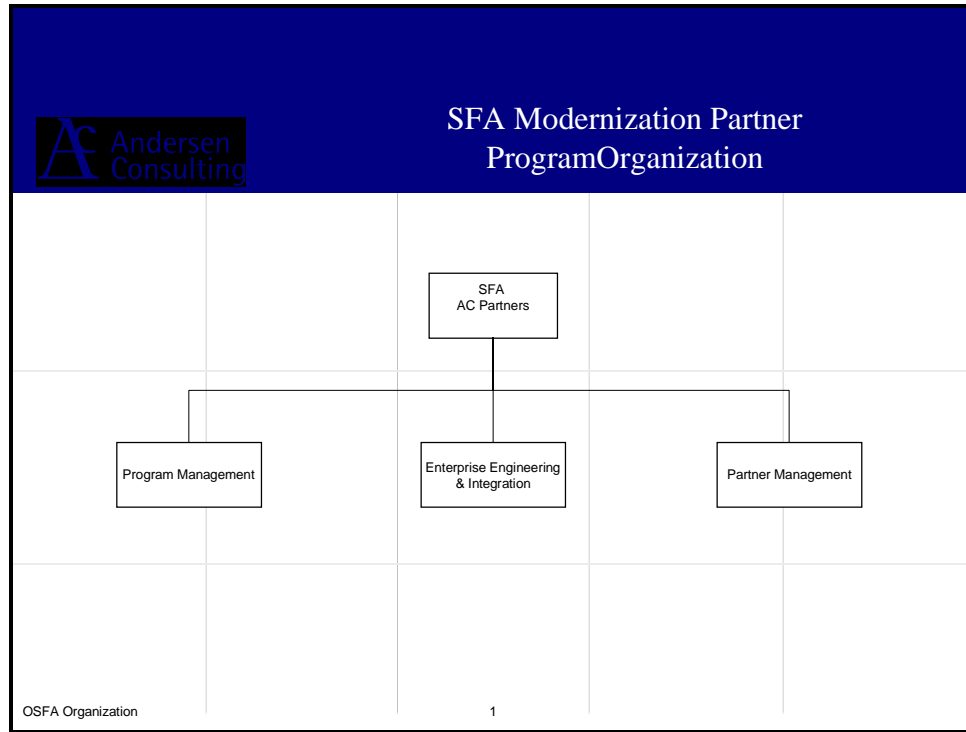 Andersen
Consulting
SFA Modernization Partner
ProgramOrganization
SFA
AC Partners
Program Management
Enterprise Engineering
& Integration
Partner Management
OSFA Organization
1